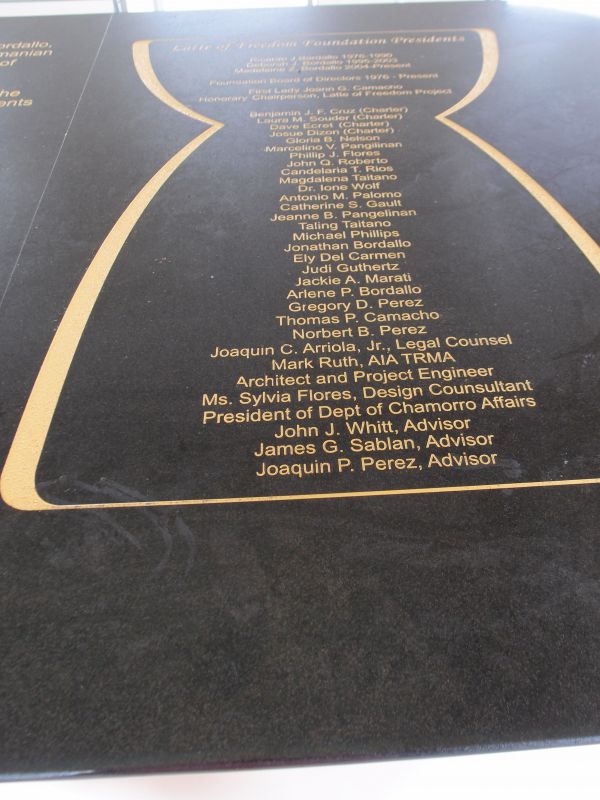 ordallo,
manian
of
he
ents
Latte of Freedom Foundation Presidents
Ricardo J Bordallo 1976-1990
Deborah J. Bordallo 1995-2003
Madeleine Z. Bordallo 2004-Present
Foundation Board of Directors 1976 - Present
First Lady Joann G. Camacho
Honorary Chairperson, Latte of Freedom Project
Benjamin J. F. Cruz (Charter)
Laura M. Souder (Charter)
Dave Ecret (Charter)
Josue Dizon (Charter)
Gloria B. Nelson
Marcelino V. Pangilinan
Phillip J. Flores
John Q. Roberto
Candelaria T. Rios
Magdalena Taitano
Dr. Ione Wolf
Antonio M. Palomo
Catherine S. Gault
Jeanne B. Pangelinan
Taling Taitano
Michael Phillips
Jonathan Bordallo
Ely Del Carmen
Judi Guthertz
Jackie A. Marati
Arlene P. Bordallo
Gregory D. Perez
Thomas P. Camacho
Norbert B. Perez
Joaquin C. Arriola, Jr., Legal Counsel
Mark Ruth, AIA TRMA
Architect and Project Engineer
Ms. Sylvia Flores, Design Counsultant
President of Dept of Chamorro Affairs
John J. Whitt, Advisor
James G. Sablan, Advisor
Joaquin P. Perez, Advisor